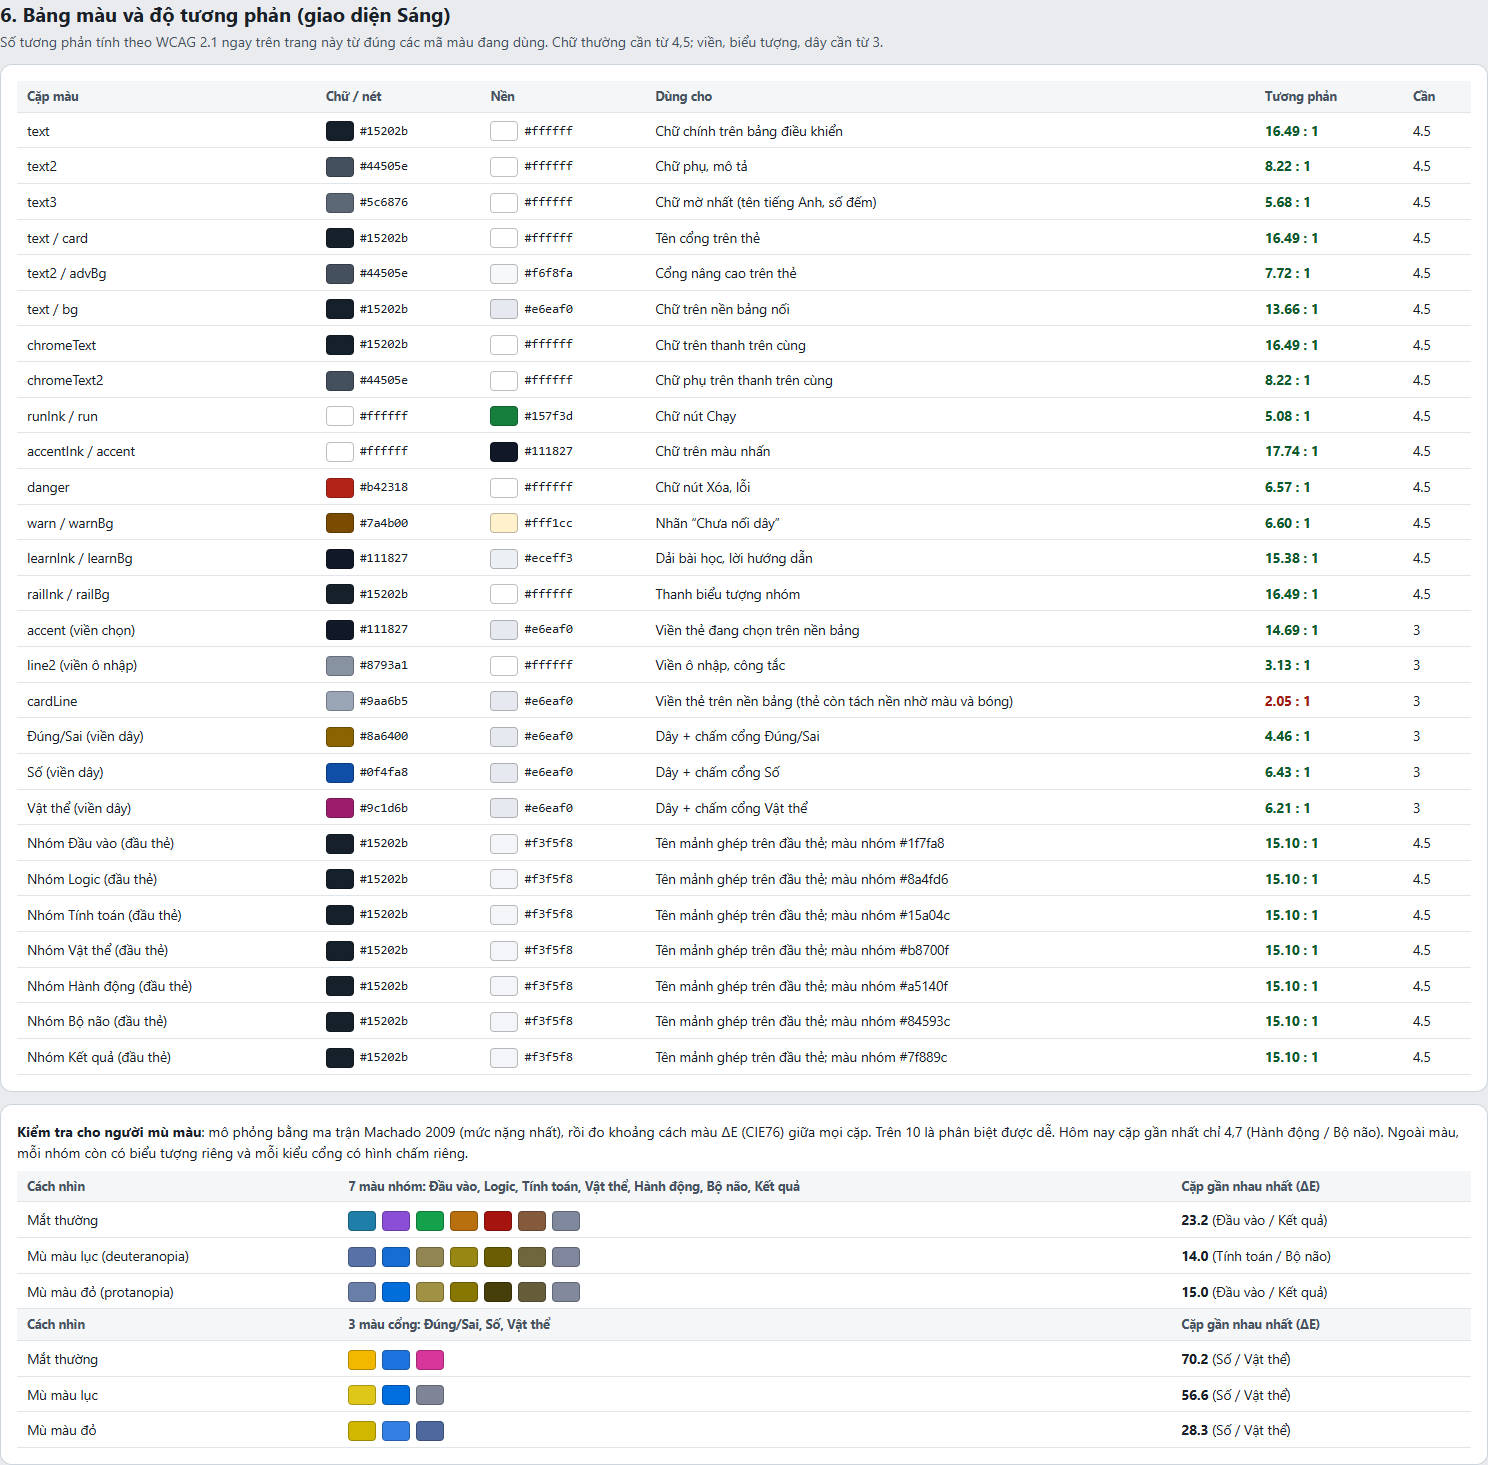 6. Bảng màu và độ tương phản (giao diện Sáng)
Số tương phản tính theo WCAG 2.1 ngay trên trang này từ đúng các mã màu đang dùng. Chữ thường cần từ 4,5; viền, biểu tượng, dây cần từ 3.
Cặp màu Chữ / nét Nền Dùng cho Tương phản Cần
text #15202b #ffffff Chữ chính trên bảng điều khiển 16.49 : 1 4.5
text2 #44505e #ffffff Chữ phụ, mô tả 8.22 : 1 4.5
text3 #5c6876 #ffffff Chữ mờ nhất (tên tiếng Anh, số đếm) 5.68 : 1 4.5
text / card #15202b #ffffff Tên cổng trên thẻ 16.49 : 1 4.5
text2 / advBg #44505e #f6f8fa Cổng nâng cao trên thẻ 7.72 : 1 4.5
text / bg #15202b #e6eaf0 Chữ trên nền bảng nối 13.66 : 1 4.5
chromeText #15202b #ffffff Chữ trên thanh trên cùng 16.49 : 1 4.5
chromeText2 #44505e #ffffff Chữ phụ trên thanh trên cùng 8.22 : 1 4.5
runInk / run #ffffff #157f3d Chữ nút Chạy 5.08 : 1 4.5
accentInk / accent #ffffff #111827 Chữ trên màu nhấn 17.74 : 1 4.5
danger #b42318 #ffffff Chữ nút Xóa, lỗi 6.57 : 1 4.5
warn / warnBg #7a4b00 #fff1cc Nhãn “Chưa nối dây” 6.60 : 1 4.5
learnInk / learnBg #111827 #eceff3 Dải bài học, lời hướng dẫn 15.38 : 1 4.5
railInk / railBg #15202b #ffffff Thanh biểu tượng nhóm 16.49 : 1 4.5
accent (viền chọn) #111827 #e6eaf0 Viền thẻ đang chọn trên nền bảng 14.69 : 1 3
line2 (viền ô nhập) #8793a1 #ffffff Viền ô nhập, công tắc 3.13 : 1 3
cardLine #9aa6b5 #e6eaf0 Viền thẻ trên nền bảng (thẻ còn tách nền nhờ màu và bóng) 2.05 : 1 3
Đúng/Sai (viền dây) #8a6400 #e6eaf0 Dây + chấm cổng Đúng/Sai 4.46 : 1 3
Số (viền dây) #0f4fa8 #e6eaf0 Dây + chấm cổng Số 6.43 : 1 3
Vật thể (viền dây) #9c1d6b #e6eaf0 Dây + chấm cổng Vật thể 6.21 : 1 3
Nhóm Đầu vào (đầu thẻ) #15202b #f3f5f8 Tên mảnh ghép trên đầu thẻ; màu nhóm #1f7fa8 15.10 : 1 4.5
Nhóm Logic (đầu thẻ) #15202b #f3f5f8 Tên mảnh ghép trên đầu thẻ; màu nhóm #8a4fd6 15.10 : 1 4.5
Nhóm Tính toán (đầu thẻ) #15202b #f3f5f8 Tên mảnh ghép trên đầu thẻ; màu nhóm #15a04c 15.10 : 1 4.5
Nhóm Vật thể (đầu thẻ) #15202b #f3f5f8 Tên mảnh ghép trên đầu thẻ; màu nhóm #b8700f 15.10 : 1 4.5
Nhóm Hành động (đầu thẻ) #15202b #f3f5f8 Tên mảnh ghép trên đầu thẻ; màu nhóm #a5140f 15.10 : 1 4.5
Nhóm Bộ não (đầu thẻ) #15202b #f3f5f8 Tên mảnh ghép trên đầu thẻ; màu nhóm #84593c 15.10 : 1 4.5
Nhóm Kết quả (đầu thẻ) #15202b #f3f5f8 Tên mảnh ghép trên đầu thẻ; màu nhóm #7f889c 15.10 : 1 4.5
Kiểm tra cho người mù màu: mô phỏng bằng ma trận Machado 2009 (mức nặng nhất), rồi đo khoảng cách màu ΔE (CIE76) giữa mọi cặp. Trên 10 là phân biệt được dễ. Hôm nay cặp gần nhất chỉ 4,7 (Hành động / Bộ não). Ngoài màu,
mỗi nhóm còn có biểu tượng riêng và mỗi kiểu cổng có hình chấm riêng.
Cách nhìn 7 màu nhóm: Đầu vào, Logic, Tính toán, Vật thể, Hành động, Bộ não, Kết quả Cặp gần nhau nhất (ΔE)
Mắt thường 23.2 (Đầu vào / Kết quả)
Mù màu lục (deuteranopia) 14.0 (Tính toán / Bộ não)
Mù màu đỏ (protanopia) 15.0 (Đầu vào / Kết quả)
Cách nhìn 3 màu cổng: Đúng/Sai, Số, Vật thể Cặp gần nhau nhất (ΔE)
Mắt thường 70.2 (Số / Vật thể)
Mù màu lục 56.6 (Số / Vật thể)
Mù màu đỏ 28.3 (Số / Vật thể)